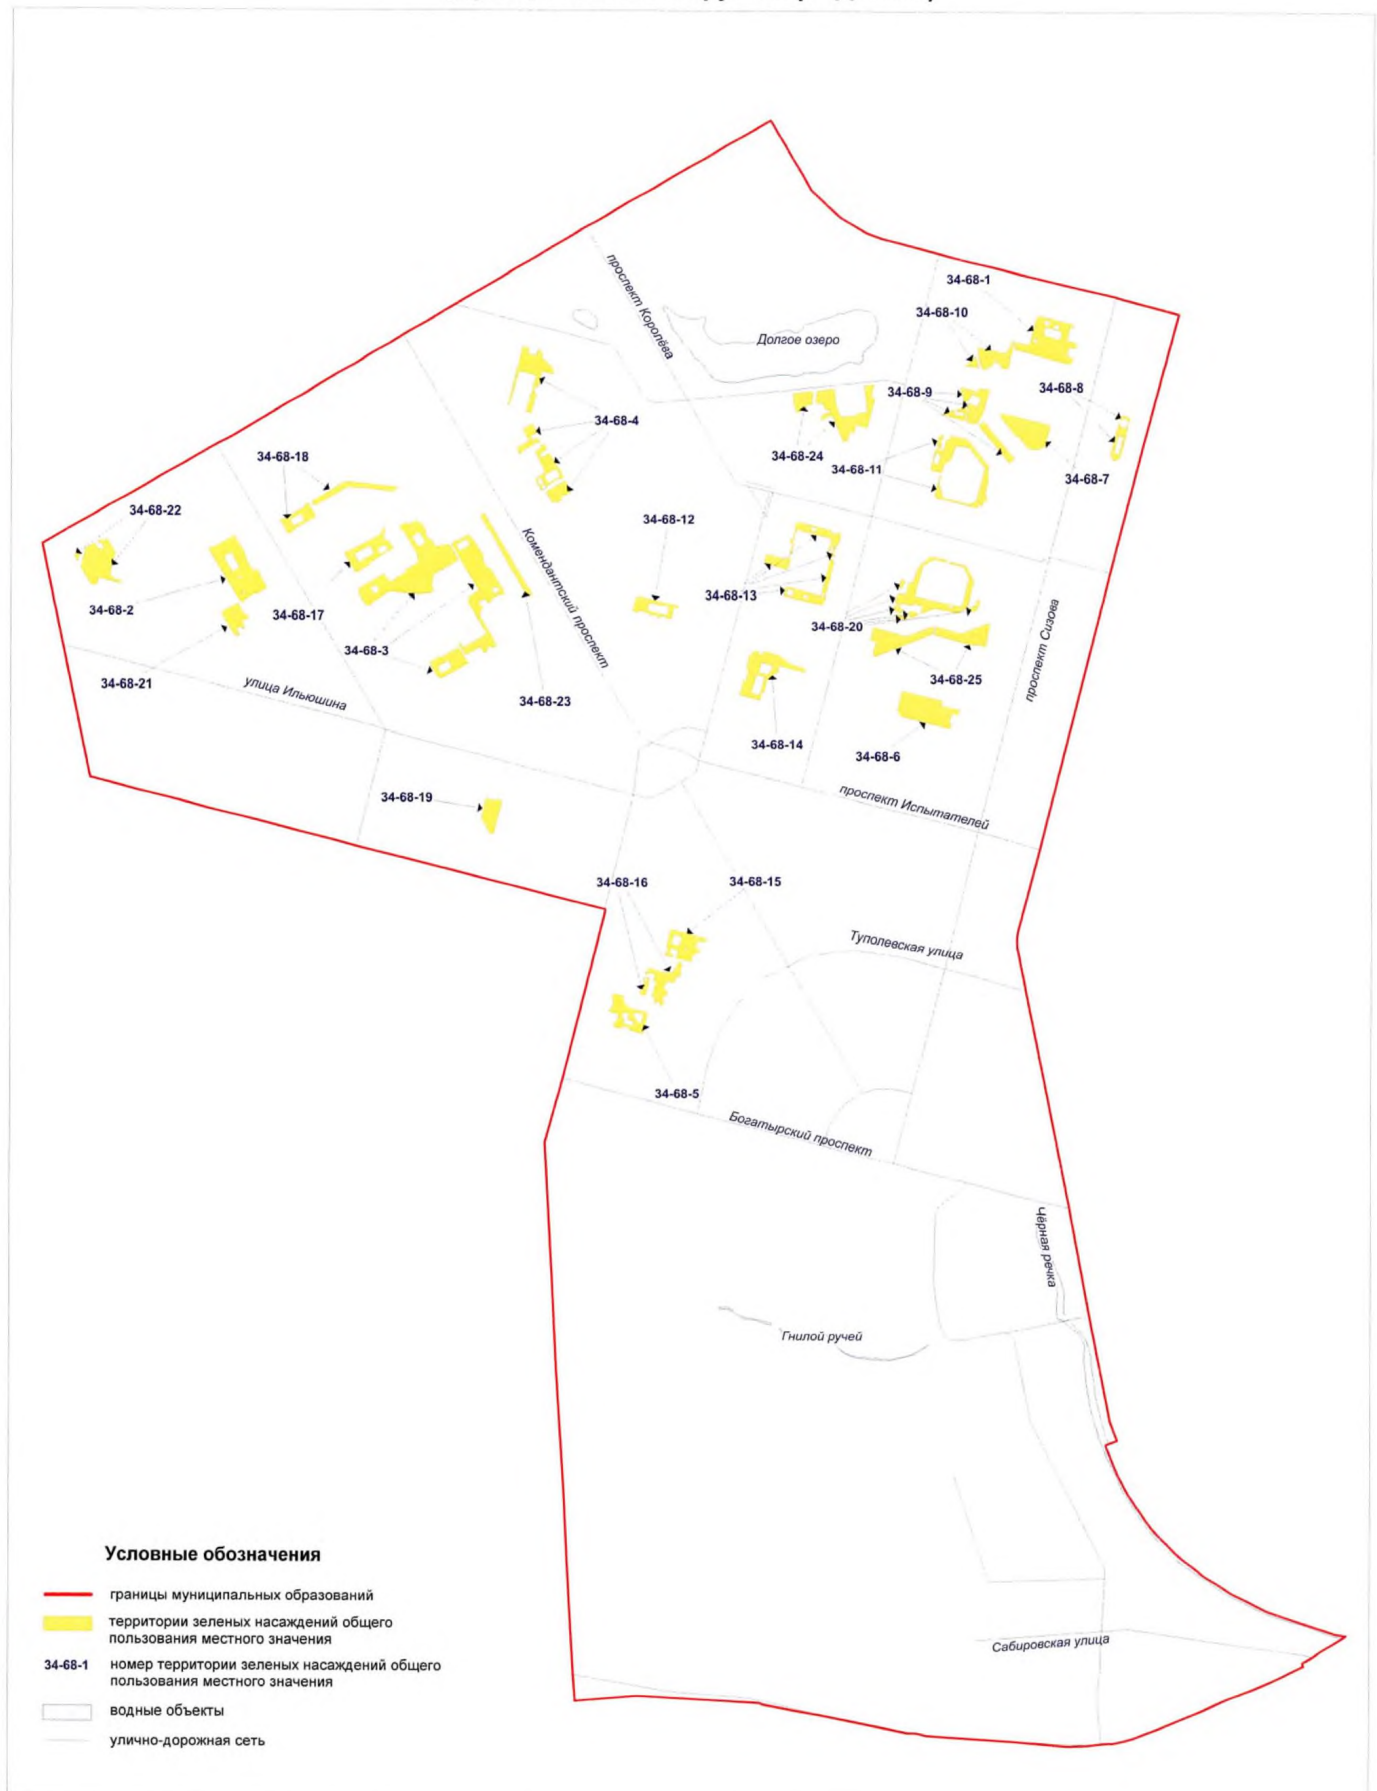 34-68-1
34-68-10
проспект Королёва
Долгое озеро
34-68-9
34-68-8
34-68-4
34-68-24
34-68-11
34-68-7
34-68-18
34-68-22
34-68-12
Комендантский проспект
34-68-2
34-68-17
34-68-13
34-68-20
проспект Сизова
34-68-3
34-68-21
улица Ильюшина
34-68-23
34-68-25
34-68-14
34-68-6
34-68-19
проспект Испытателей
34-68-16
34-68-15
Туполевская улица
34-68-5
Богатырский проспект
Чёрная речка
Гнилой ручей
Сабировская улица
Условные обозначения
границы муниципальных образований
территории зеленых насаждений общего
пользования местного значения
34-68-1 номер территории зеленых насаждений общего
пользования местного значения
водные объекты
улично-дорожная сеть